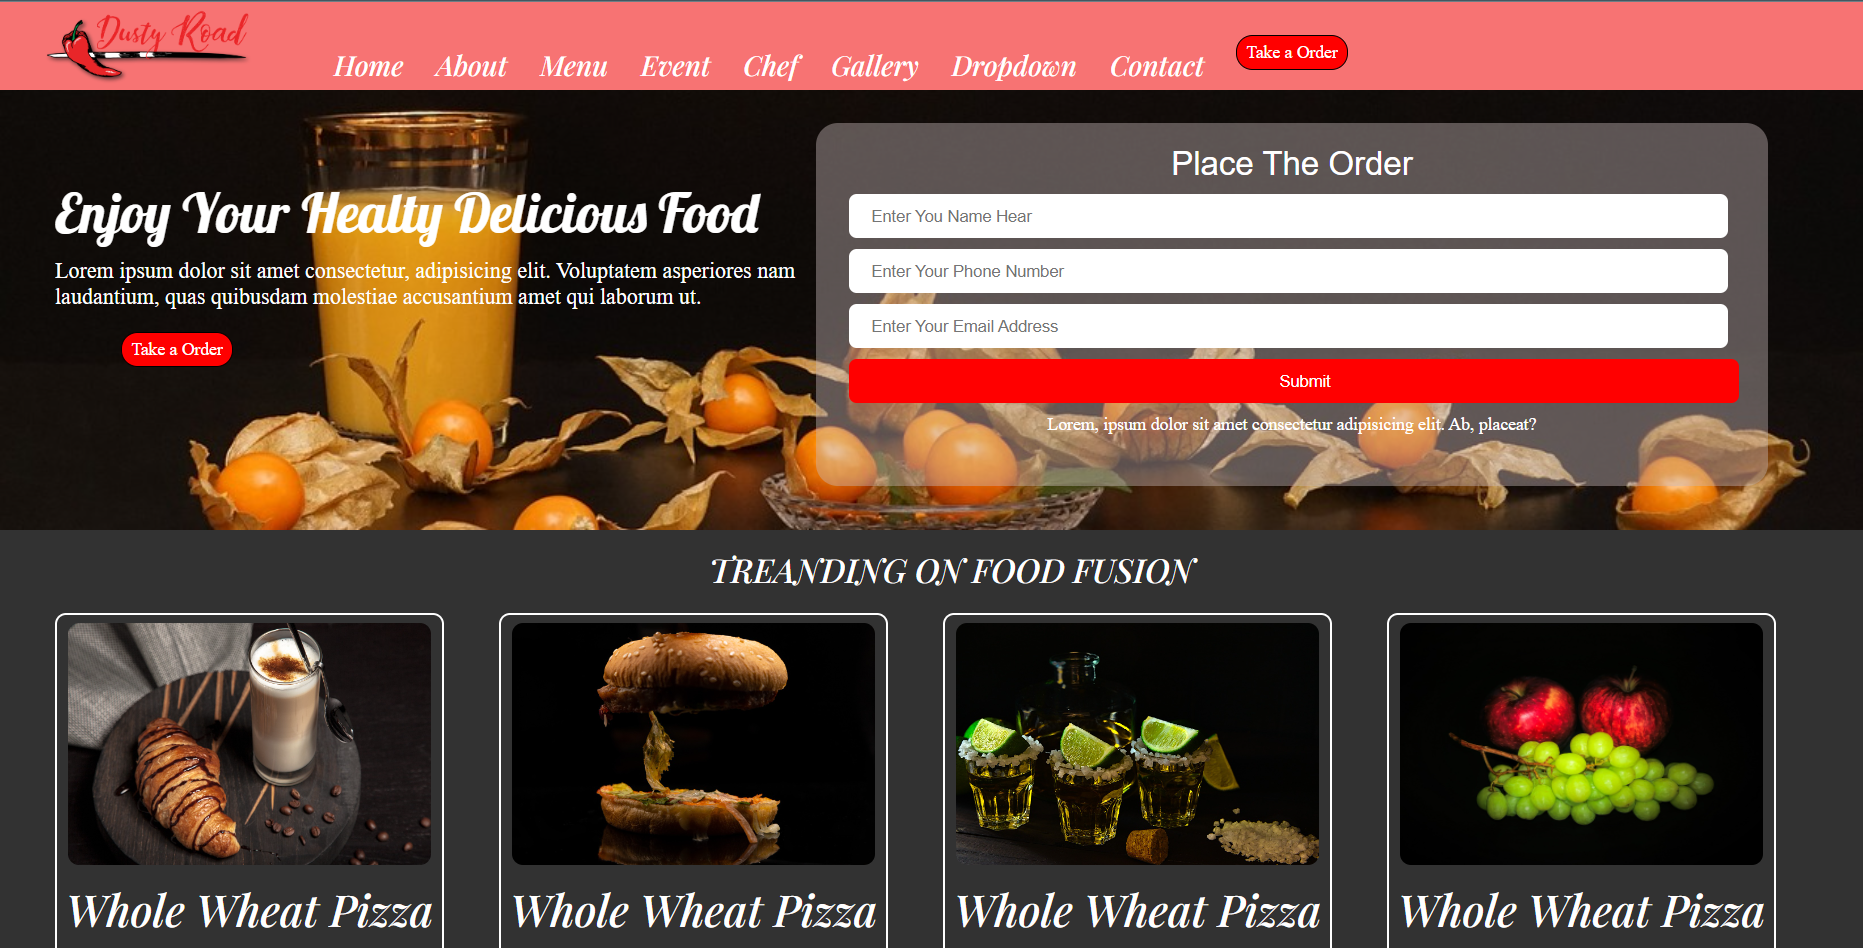 Dusty Road
Home About Menu Event Chef Gallery Dropdown Contact
Take a Order
Enjoy Your Healty Delicious Food
Lorem ipsum dolor sit amet consectetur, adipisicing elit. Voluptatem asperiores nam
laudantium, quas quibusdam molestiae accusantium amet qui laborum ut.
Take a Order
Place The Order
Enter You Name Hear
Enter Your Phone Number
Enter Your Email Address
Submit
Lorem, ipsum dolor sit amet consectetur adipisicing elit. Ab, placeat?
TREANDING ON FOOD FUSION
Whole Wheat Pizza
Whole Wheat Pizza
Whole Wheat Pizza
Whole Wheat Pizza